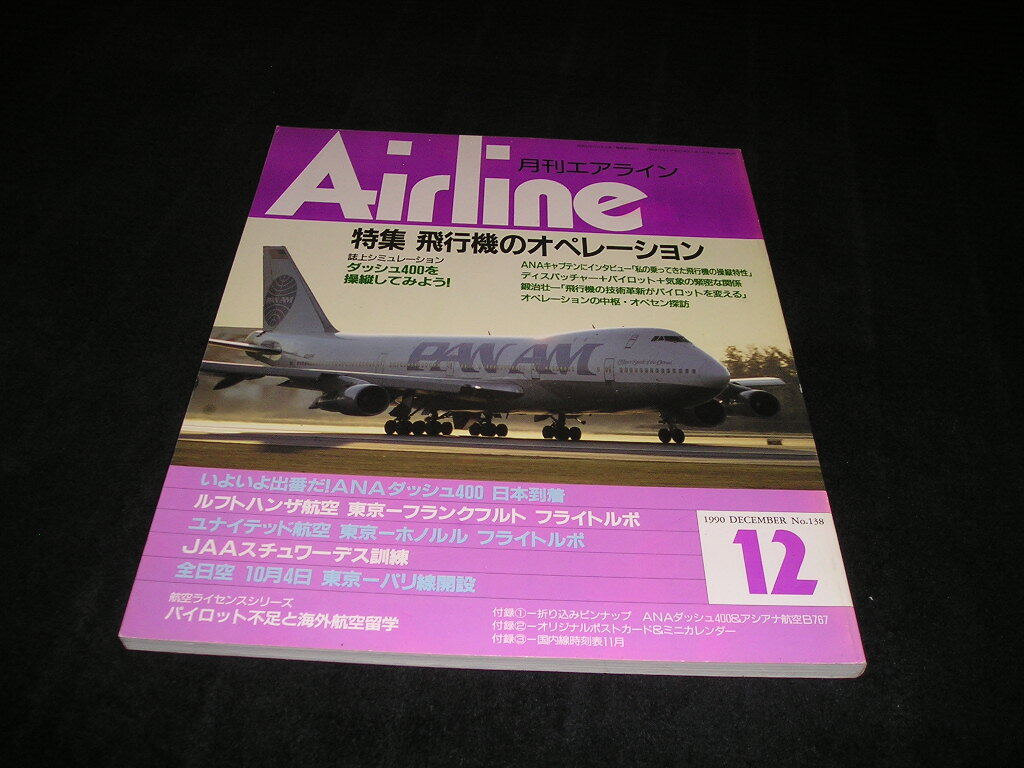 Airline
月刊エアライン
特集 飛行機のオペレーション
誌上シミュレーション
ダッシュ400を
操縦してみよう!
ANAキャプテンにインタビュー「私の乗ってきた飛行機の操縦特性」
ディスパッチャー+パイロット+気象の緊密な関係
鍛治壮一「飛行機の技術革新がパイロットを変える」
オペレーションの中枢・オペセン探訪
PAN AM
PAN AM
いよいよ出番だ!ANAダッシュ400 日本到着
ルフトハンザ航空 東京−フランクフルト フライトルポ
ユナイテッド航空 東京−ホノルル フライトルポ
JAAスチュワーデス訓練
全日空 10月4日 東京−パリ線開設
航空ライセンスシリーズ
パイロット不足と海外航空留学
1990 DECEMBER No.138
12
付録①−折り込みピンナップ ANAダッシュ400&アシアナ航空B767
付録②−オリジナルポストカード&ミニカレンダー
付録③−国内線時刻表11月